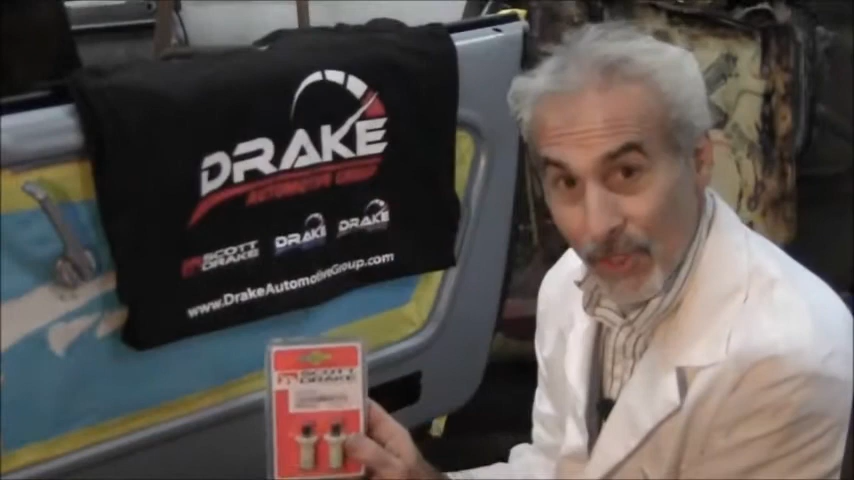 DRAKE
AUTOMOTIVE GROUP
SCOTT
DRAKE
DRAKE
DRAKE
www.DrakeAutomotiveGroup.com
SCOTT
DRAKE